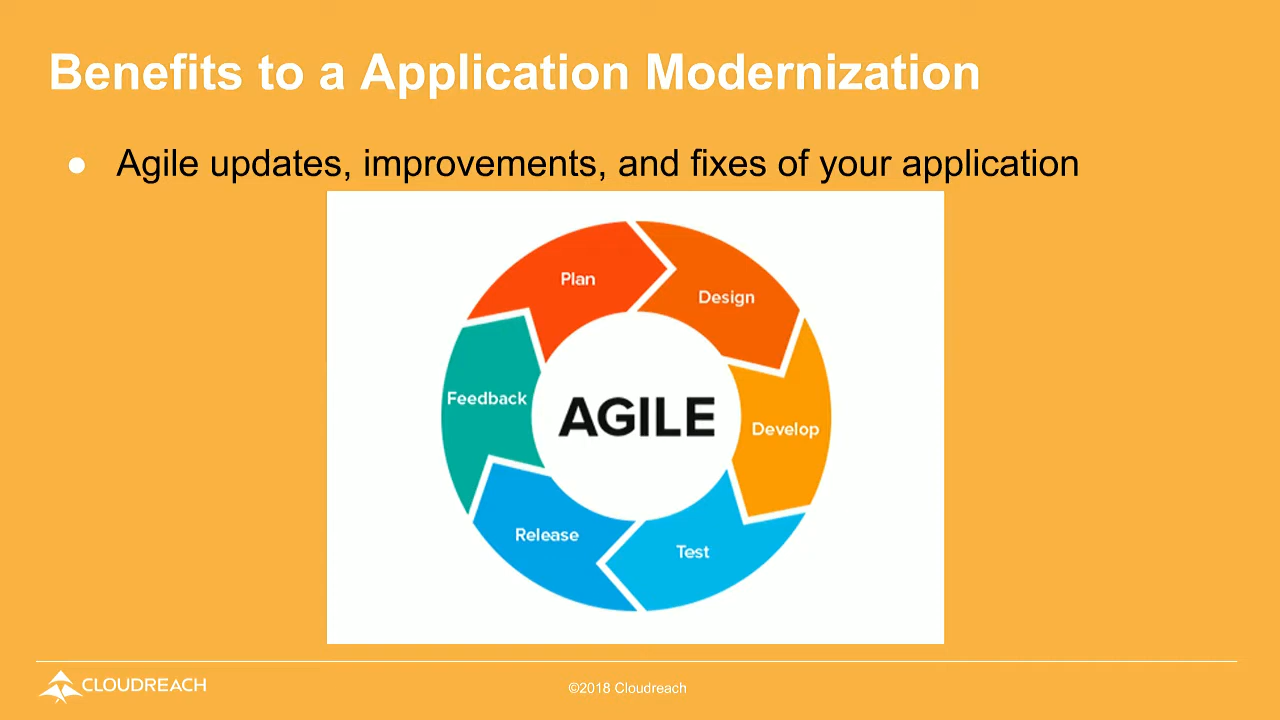 Benefits to a Application Modernization
● Agile updates, improvements, and fixes of your application
Plan
Design
Feedback
AGILE
Develop
Release
Test
CLOUDREACH
©2018 Cloudreach